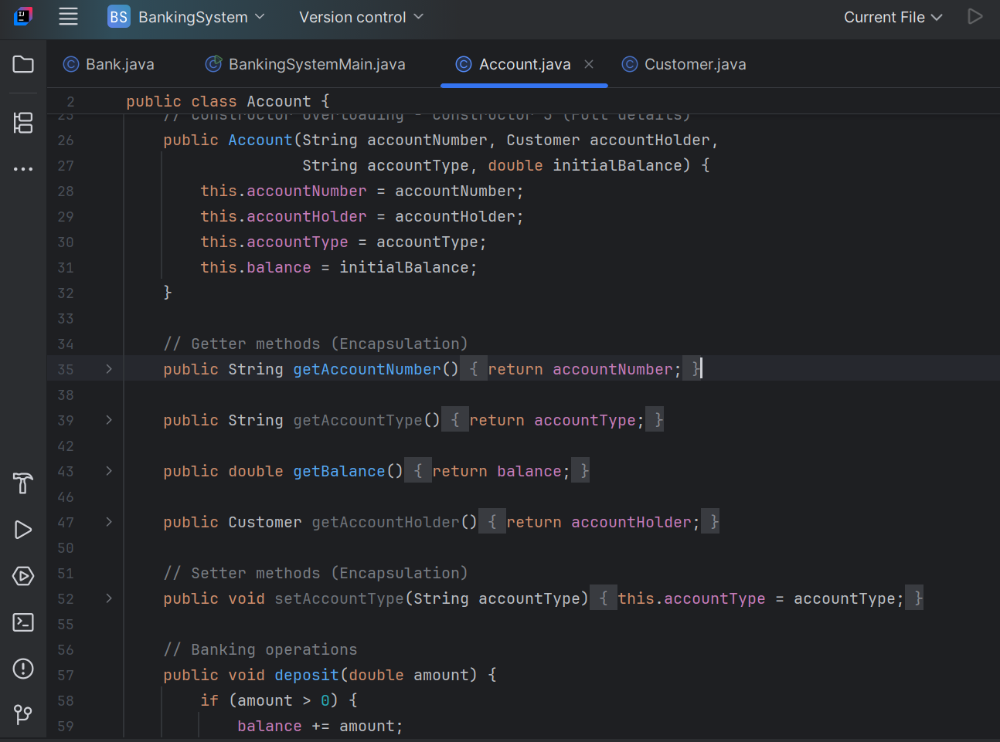 BS BankingSystem Version control Current File
Bank.java BankingSystemMain.java Account.java Customer.java
2 public class Account {
25 // Constructor Overloading - Constructor 3 (Full details)
26 public Account(String accountNumber, Customer accountHolder,
27 String accountType, double initialBalance) {
28 this.accountNumber = accountNumber;
29 this.accountHolder = accountHolder;
30 this.accountType = accountType;
31 this.balance = initialBalance;
32 }
33
34 // Getter methods (Encapsulation)
35 public String getAccountNumber() { return accountNumber; }
38
39 public String getAccountType() { return accountType; }
42
43 public double getBalance() { return balance; }
46
47 public Customer getAccountHolder() { return accountHolder; }
50
51 // Setter methods (Encapsulation)
52 public void setAccountType(String accountType) { this.accountType = accountType; }
55
56 // Banking operations
57 public void deposit(double amount) {
58 if (amount > 0) {
59 balance += amount;